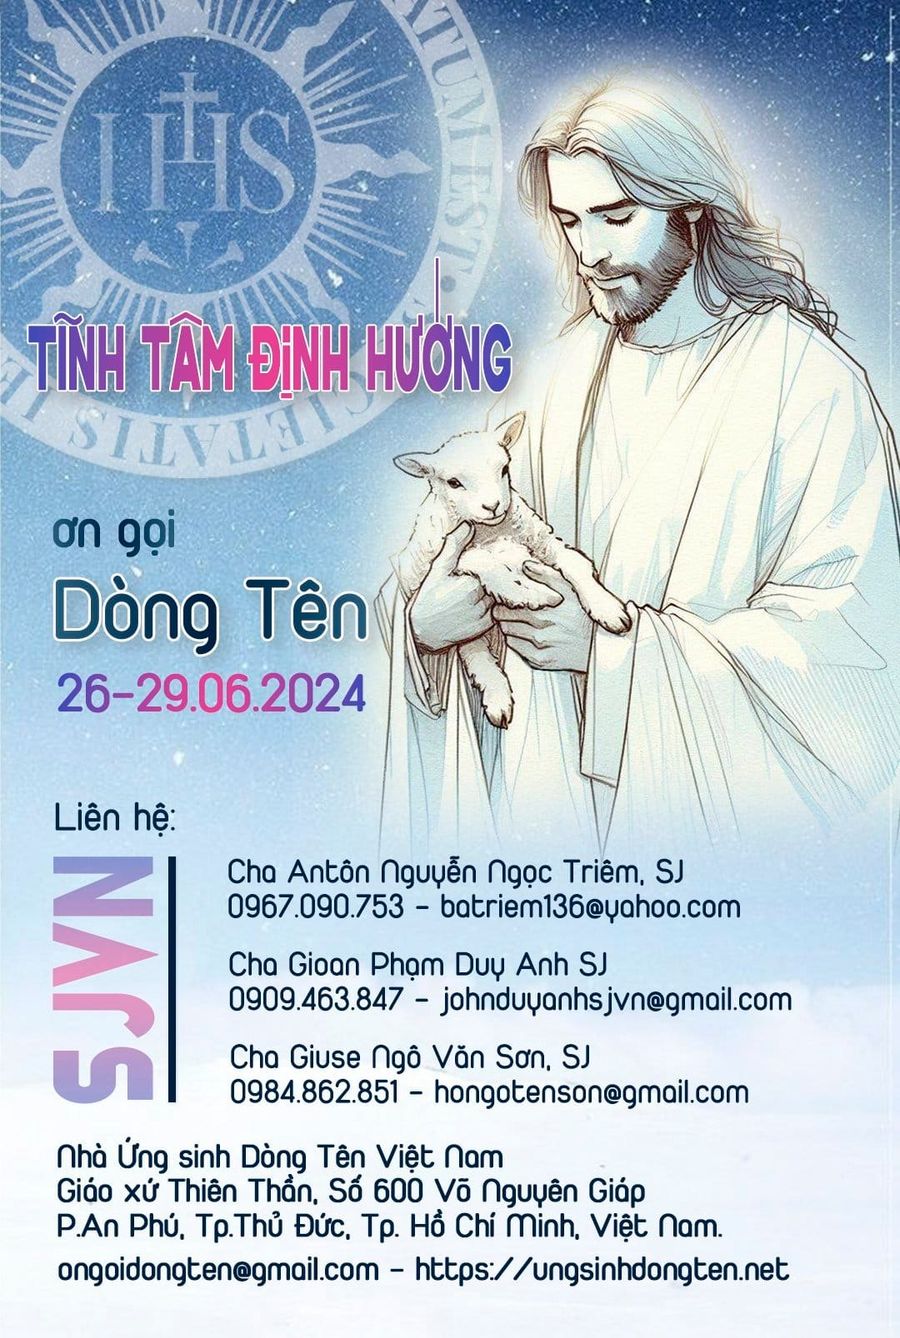 IHS
TĨNH TÂM ĐỊNH HƯỚNG
SOCIETATIS
ơn gọi
Dòng Tên
26-29.06.2024
Liên hệ:
SJVN
Cha Antôn Nguyễn Ngọc Triêm, SJ
0967.090.753 - batriem136@yahoo.com
Cha Gioan Phạm Duy Anh SJ
0909.463.847 - johnduyanhsjvn@gmail.com
Cha Giuse Ngô Văn Sơn, SJ
0984.862.851 - hongotenson@gmail.com
Nhà Ứng sinh Dòng Tên Việt Nam
Giáo xứ Thiên Thần, Số 600 Võ Nguyên Giáp
P.An Phú, Tp.Thủ Đức, Tp. Hồ Chí Minh, Việt Nam.
ongoidongten@gmail.com - https://ungsinhdongten.net